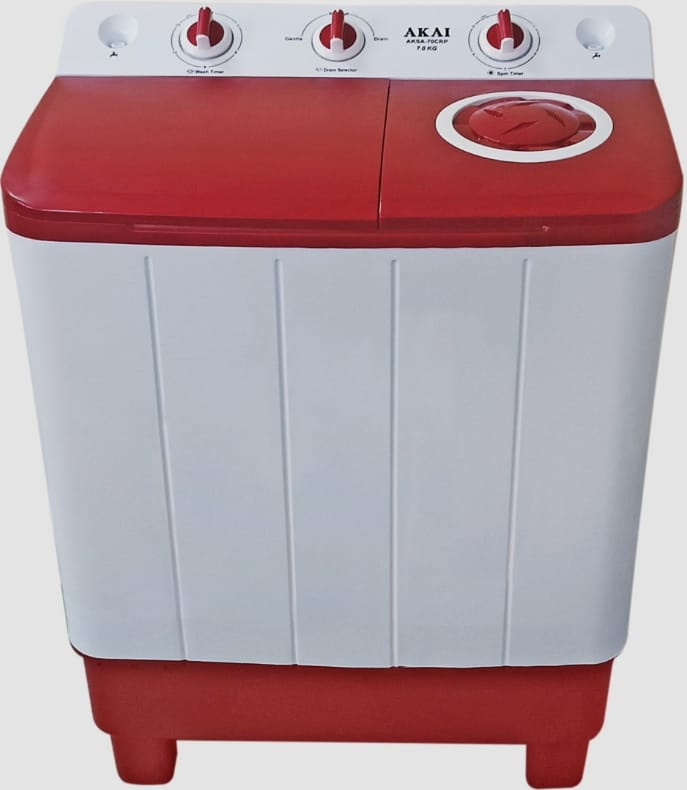 Gentle
Drain
AKAI
AKSA-70CRP
7.0 KG
Wash Timer
Drain Selector
Spin Timer